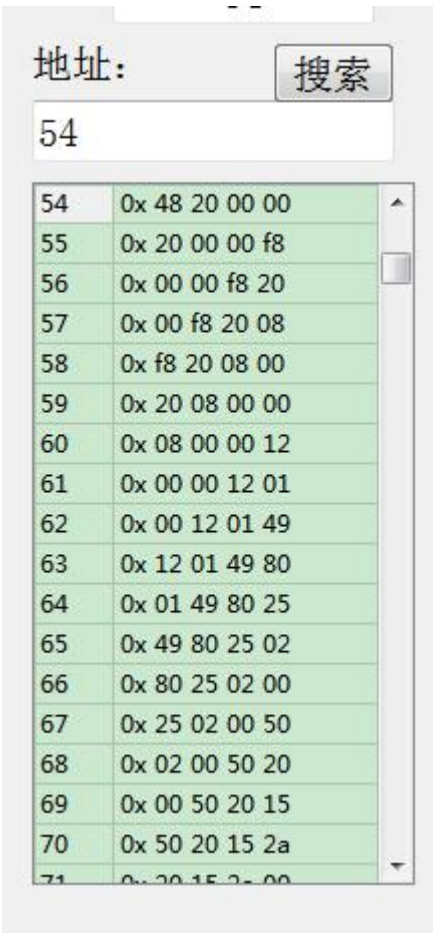 地址： 搜索
54
54 0x 48 20 00 00
55 0x 20 00 00 f8
56 0x 00 00 f8 20
57 0x 00 f8 20 08
58 0x f8 20 08 00
59 0x 20 08 00 00
60 0x 08 00 00 12
61 0x 00 00 12 01
62 0x 00 12 01 49
63 0x 12 01 49 80
64 0x 01 49 80 25
65 0x 49 80 25 02
66 0x 80 25 02 00
67 0x 25 02 00 50
68 0x 02 00 50 20
69 0x 00 50 20 15
70 0x 50 20 15 2a